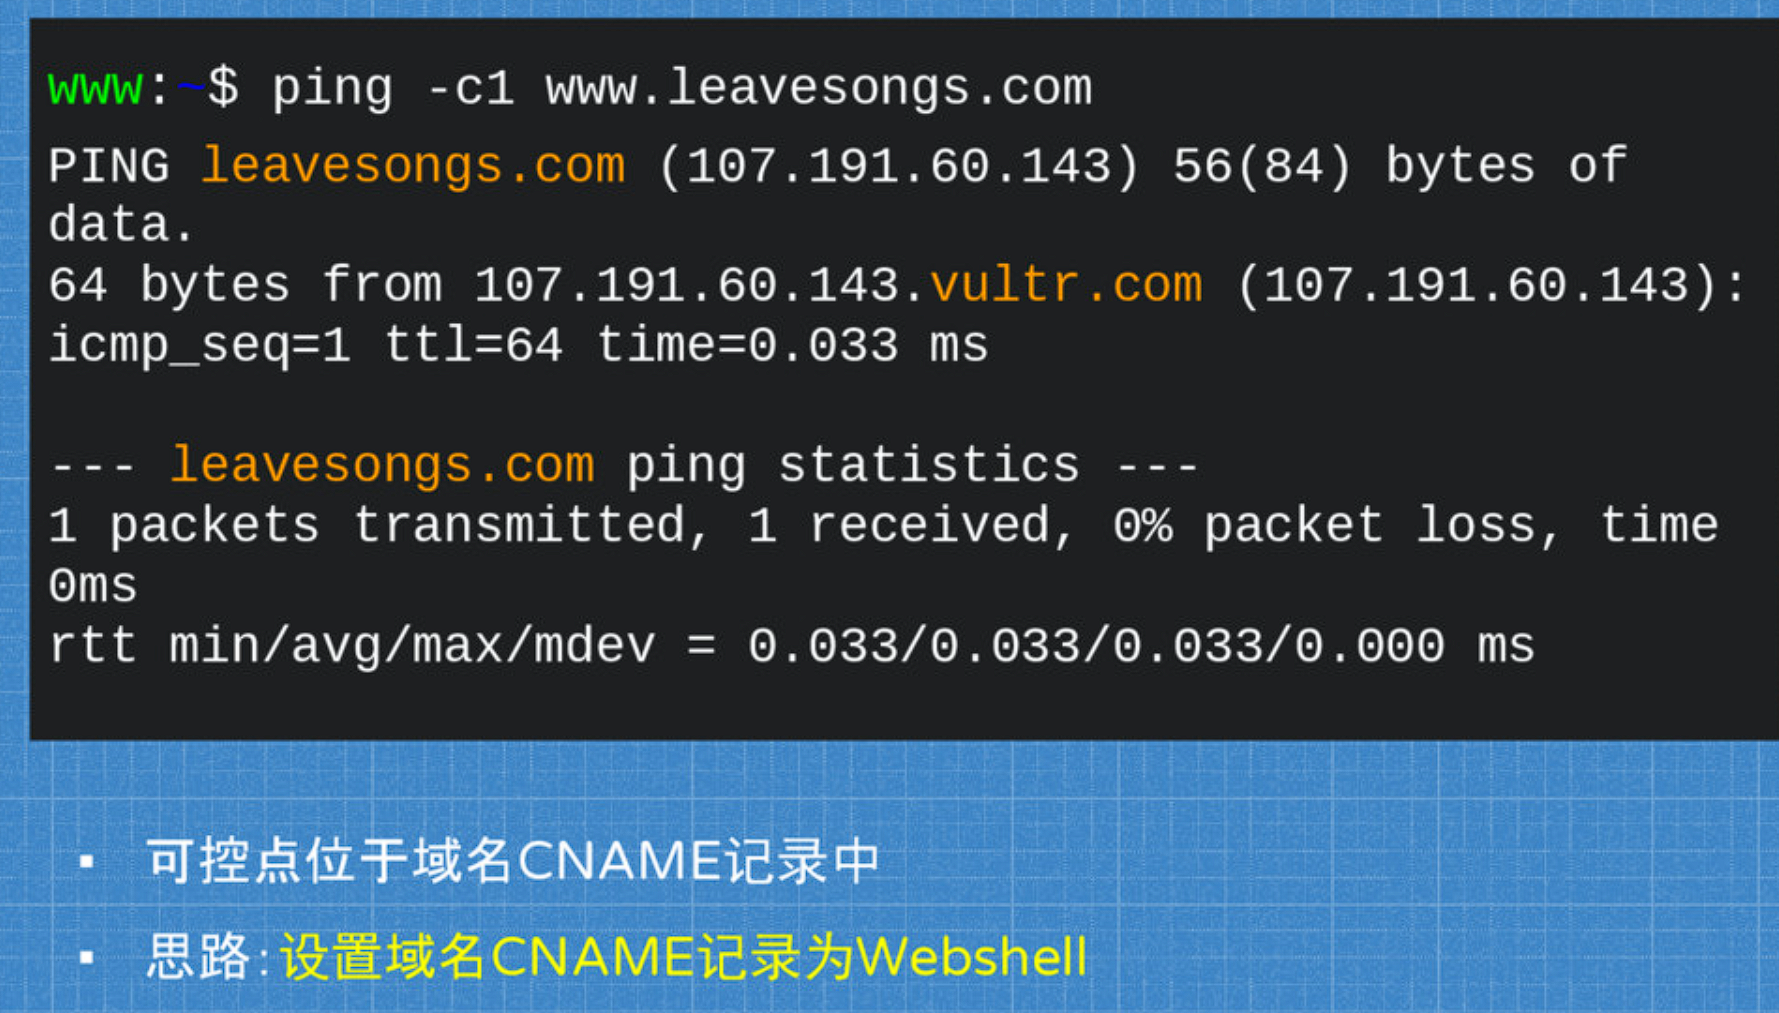 www:~$ ping -c1 www.leavesongs.com
PING leavesongs.com (107.191.60.143) 56(84) bytes of
data.
64 bytes from 107.191.60.143.vultr.com (107.191.60.143):
icmp_seq=1 ttl=64 time=0.033 ms
--- leavesongs.com ping statistics ---
1 packets transmitted, 1 received, 0% packet loss, time
0ms
rtt min/avg/max/mdev = 0.033/0.033/0.033/0.000 ms
▪ 可控点位于域名CNAME记录中
▪ 思路:设置域名CNAME记录为Webshell